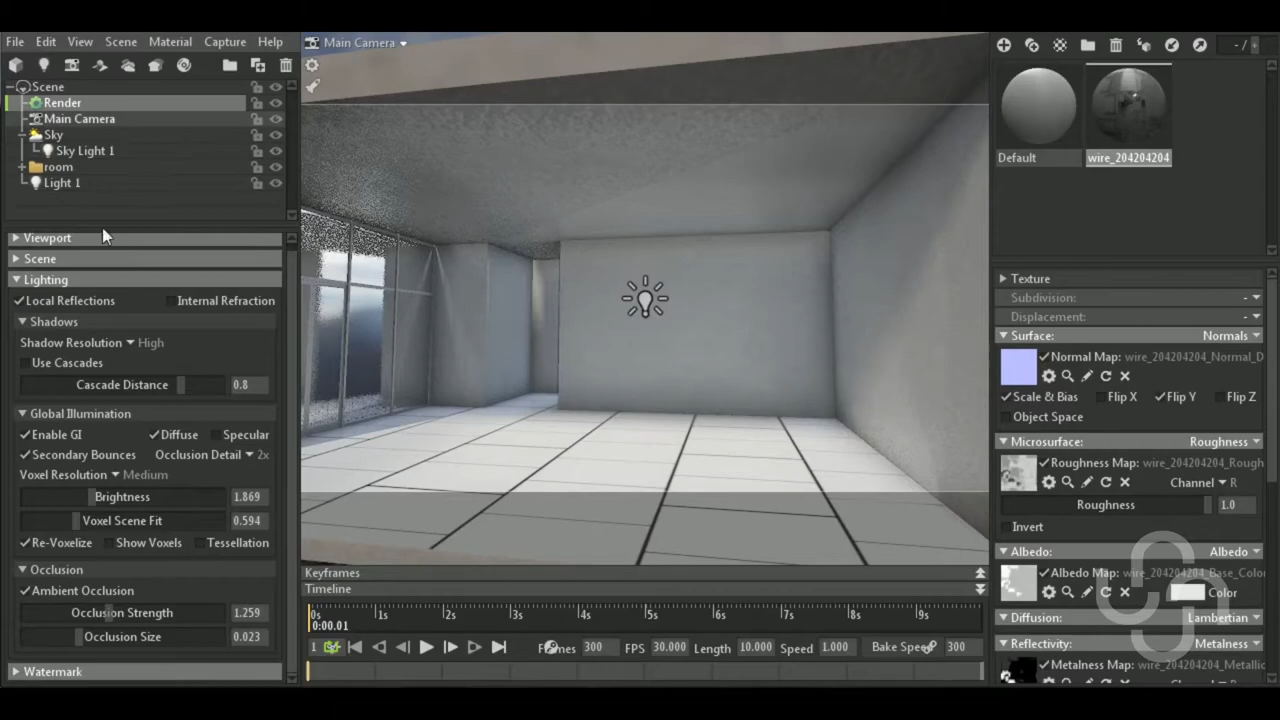 File Edit View Scene Material Capture Help
Main Camera
- /
Scene
Render
Main Camera
Sky
Sky Light 1
room
Light 1
Default
wire_204204204
Viewport
Scene
Lighting
Local Reflections Internal Refraction
Shadows
Shadow Resolution High
Use Cascades
Cascade Distance 0.8
Global Illumination
Enable GI Diffuse Specular
Secondary Bounces Occlusion Detail 2x
Voxel Resolution Medium
Brightness 1.869
Voxel Scene Fit 0.594
Re-Voxelize Show Voxels Tessellation
Occlusion
Ambient Occlusion
Occlusion Strength 1.259
Occlusion Size 0.023
Watermark
Keyframes
Timeline
0s 1s 2s 3s 4s 5s 6s 7s 8s 9s
0:00.01
1 Frames 300 FPS 30.000 Length 10.000 Speed 1.000 Bake Speed 300
Texture
Subdivision: -
Displacement: -
Surface: Normals
Normal Map: wire_204204204_Normal_D
Scale & Bias Flip X Flip Y Flip Z
Object Space
Microsurface: Roughness
Roughness Map: wire_204204204_Rough
Channel R
Roughness 1.0
Invert
Albedo: Albedo
Albedo Map: wire_204204204_Base_Colo
Color
Diffusion: Lambertian
Reflectivity: Metalness
Metalness Map: wire_204204204_Metallic